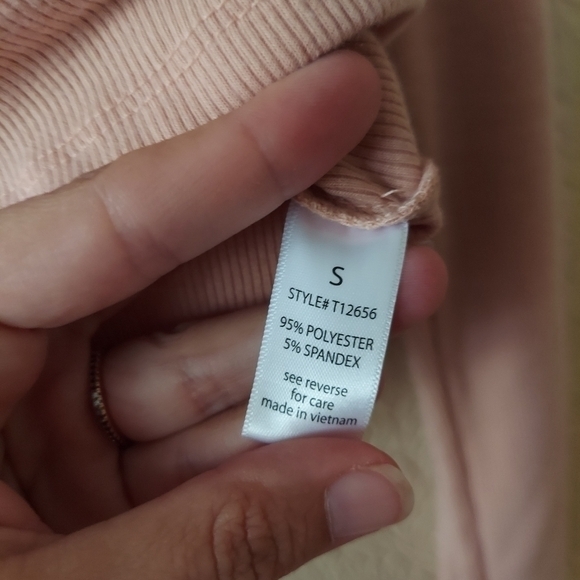 S
STYLE# T12656
95% POLYESTER
5% SPANDEX
see reverse
for care
made in vietnam